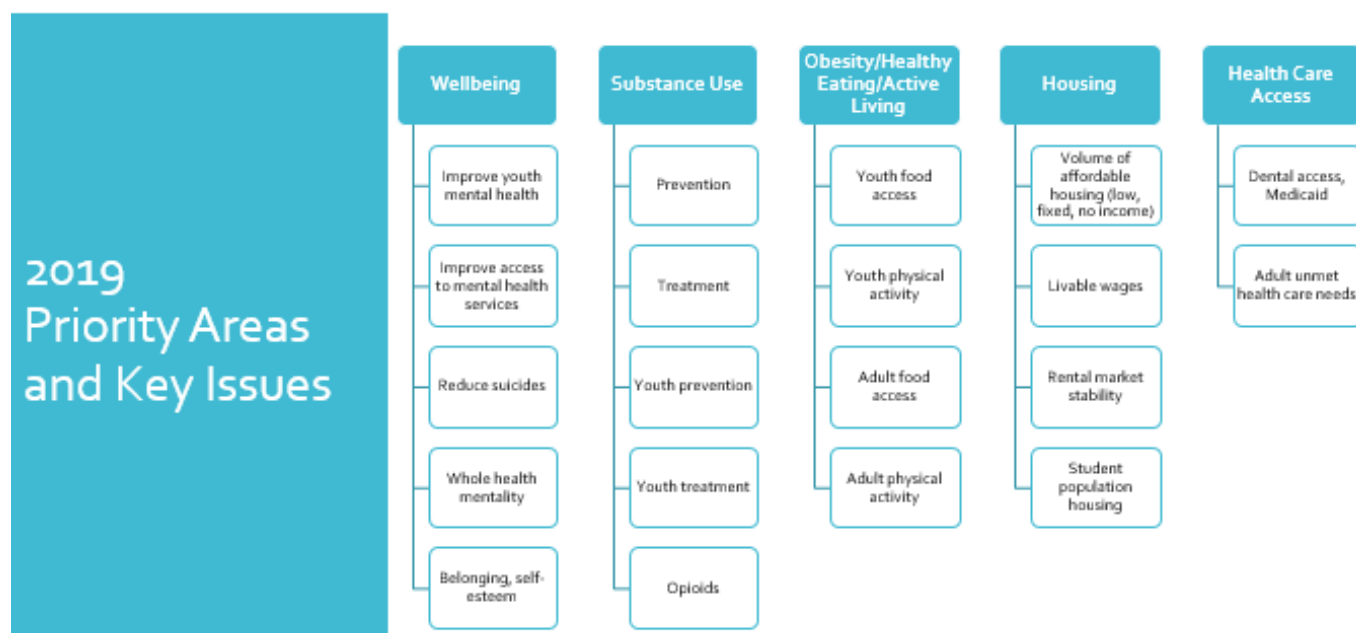 2019
Priority Areas
and Key Issues
Wellbeing
Improve youth
mental health
Improve access
to mental health
services
Reduce suicides
Whole health
mentality
Belonging, self-
esteem
Substance Use
Prevention
Treatment
Youth prevention
Youth treatment
Opioids
Obesity/Healthy
Eating/Active
Living
Youth food
access
Youth physical
activity
Adult food
access
Adult physical
activity
Housing
Volume of
affordable
housing (low,
fixed, no income)
Livable wages
Rental market
stability
Student
population
housing
Health Care
Access
Dental access,
Medicaid
Adult unmet
health care needs